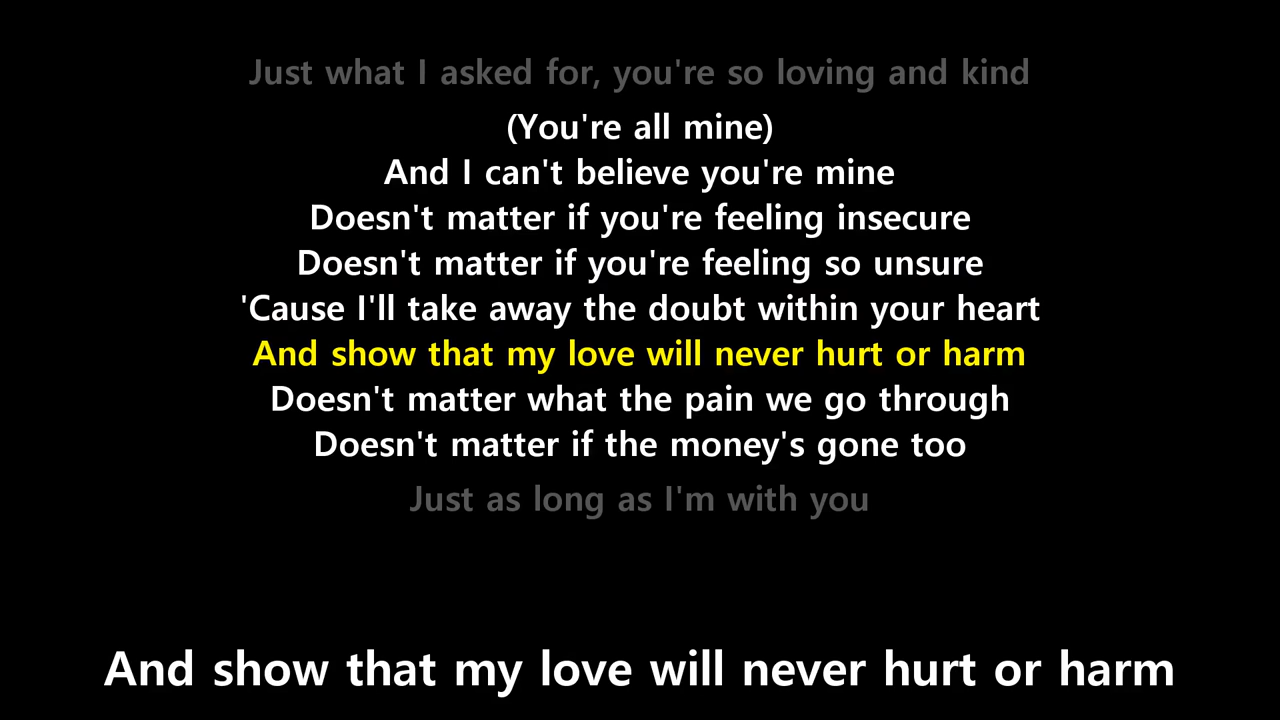 Just what I asked for, you're so loving and kind
(You're all mine)
And I can't believe you're mine
Doesn't matter if you're feeling insecure
Doesn't matter if you're feeling so unsure
'Cause I'll take away the doubt within your heart
And show that my love will never hurt or harm
Doesn't matter what the pain we go through
Doesn't matter if the money's gone too
Just as long as I'm with you
And show that my love will never hurt or harm